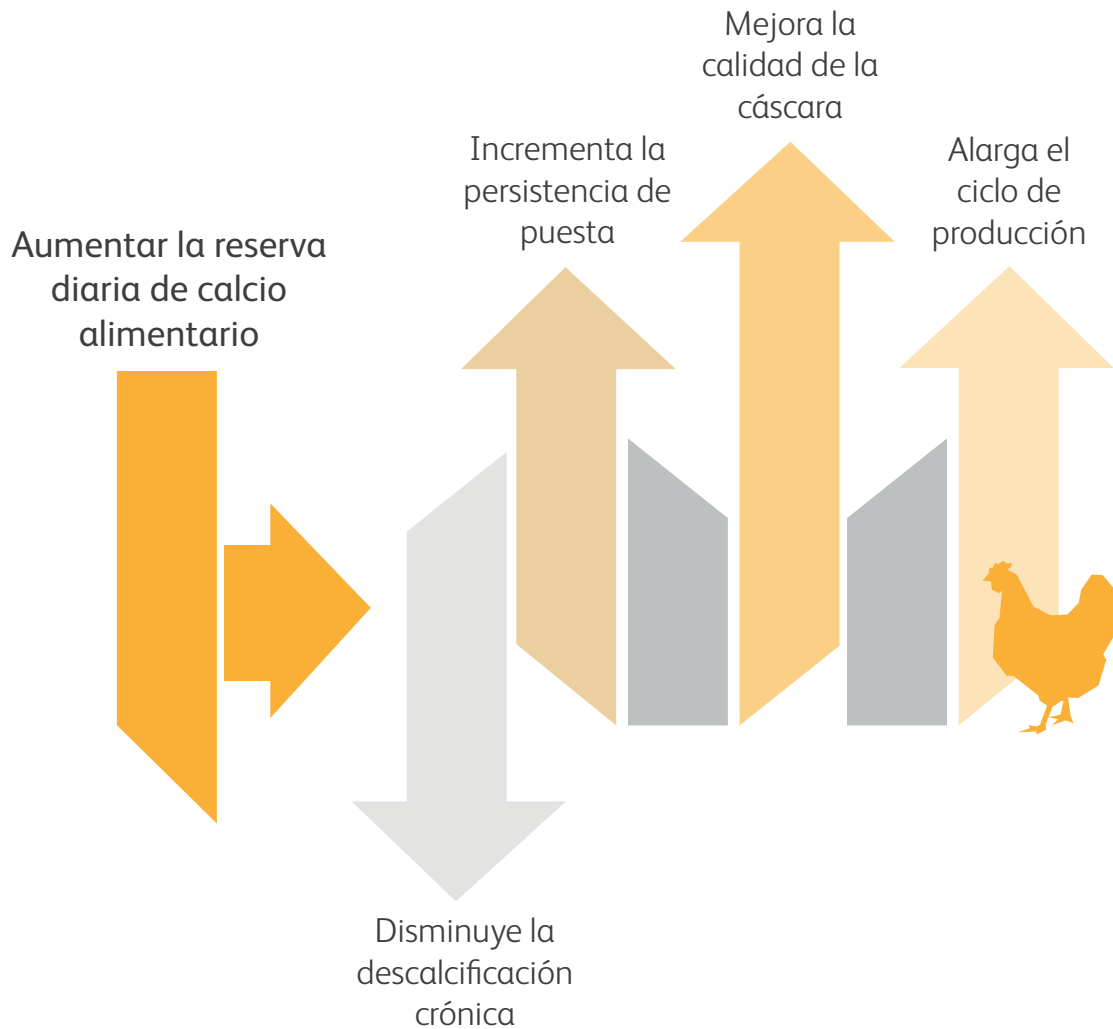 Aumentar la reserva
diaria de calcio
alimentario
Disminuye la
descalcificación
crónica
Incrementa la
persistencia de
puesta
Mejora la
calidad de la
cáscara
Alarga el
ciclo de
producción